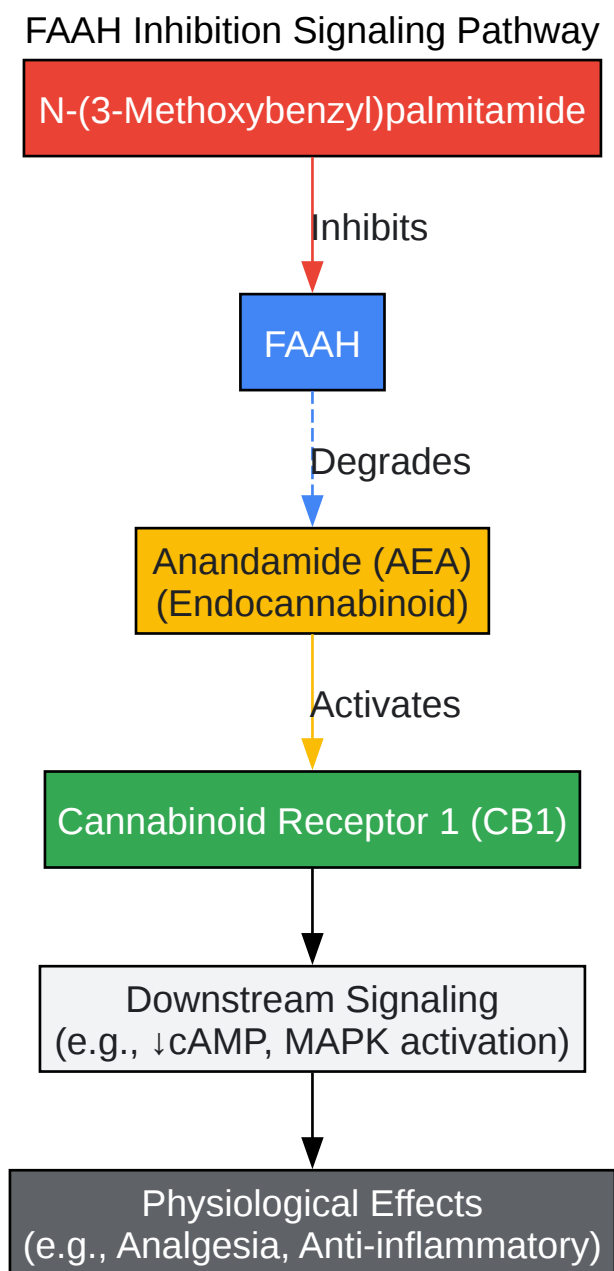 FAAH Inhibition Signaling Pathway
N-(3-Methoxybenzyl)palmitamide
Inhibits
FAAH
Degrades
Anandamide (AEA)
(Endocannabinoid)
Activates
Cannabinoid Receptor 1 (CB1)
Downstream Signaling
(e.g., ↓cAMP, MAPK activation)
Physiological Effects
(e.g., Analgesia, Anti-inflammatory)